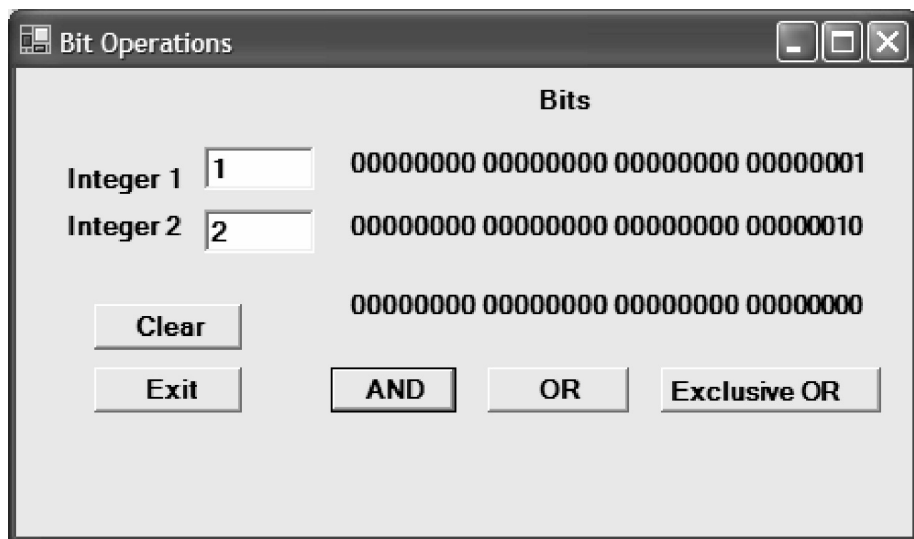 Bit Operations
Bits
Integer 1 1 00000000 00000000 00000000 00000001
Integer 2 2 00000000 00000000 00000000 00000010
00000000 00000000 00000000 00000000
Clear
Exit AND OR Exclusive OR